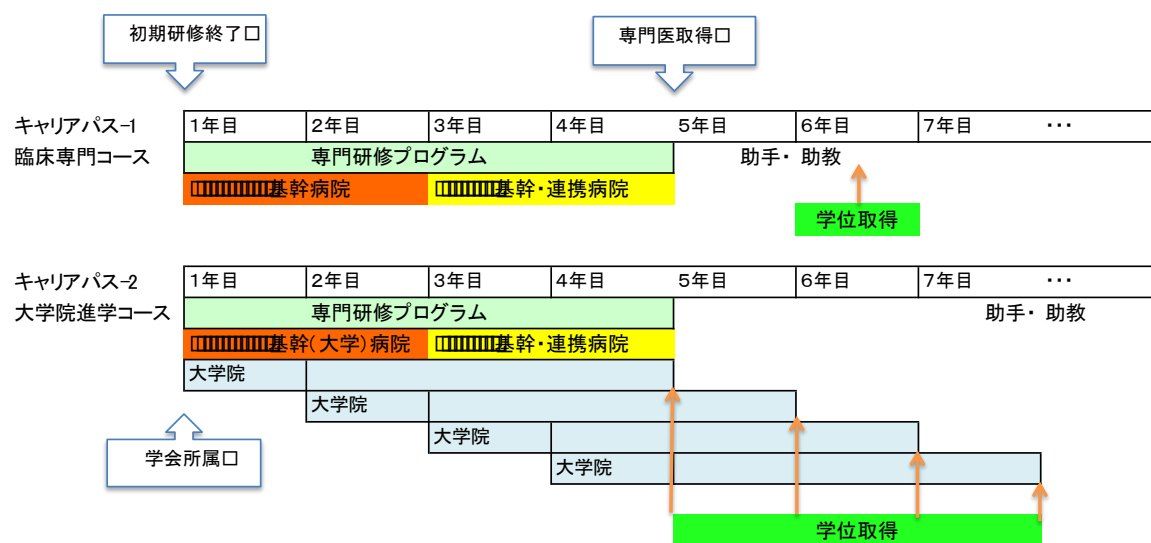 初期研修終了□
専門医取得□
キャリアパス-1
1年目 2年目 3年目 4年目 5年目 6年目 7年目 ･･･
臨床専門コース
専門研修プログラム
助手・ 助教
基幹病院
基幹・連携病院
学位取得
キャリアパス-2
1年目 2年目 3年目 4年目 5年目 6年目 7年目 ･･･
大学院進学コース
専門研修プログラム
助手・ 助教
基幹(大学)病院
基幹・連携病院
大学院
大学院
大学院
大学院
学会所属□
学位取得